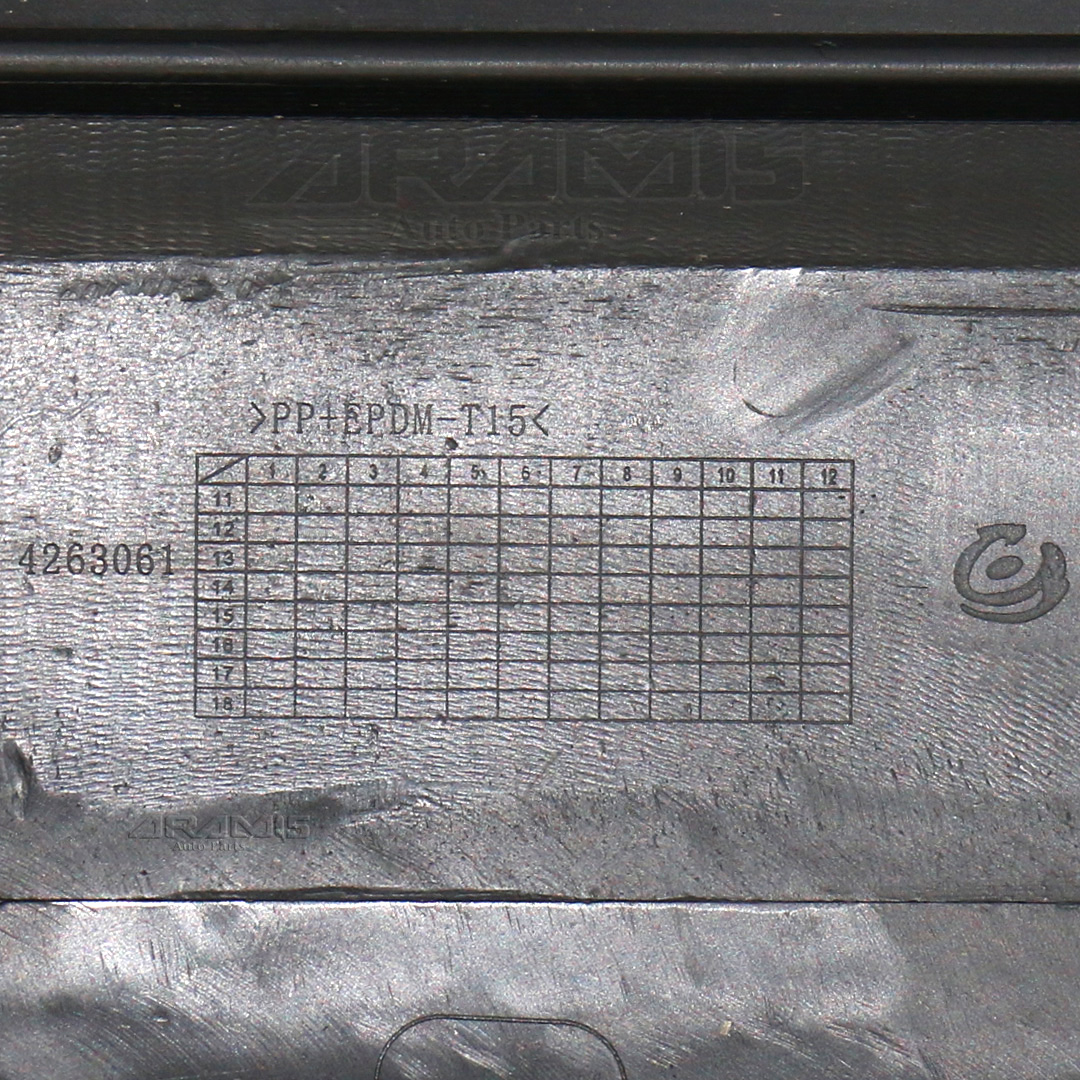 ARAMIS
Auto Parts
>PP+EPDM-T15<
1 2 3 4 5 6 7 8 9 10 11 12
11
12
4263061
13
14
15
16
17
18
ARAMIS
Auto Parts